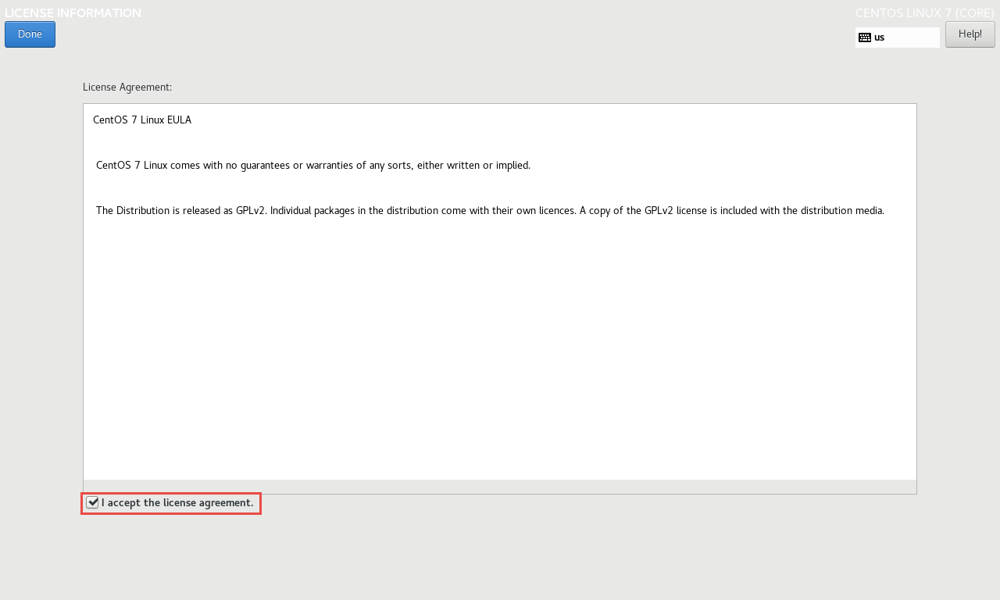 LICENSE INFORMATION
CENTOS LINUX 7 (CORE)
Done
us
Help!
License Agreement:
CentOS 7 Linux EULA
CentOS 7 Linux comes with no guarantees or warranties of any sorts, either written or implied.
The Distribution is released as GPLv2. Individual packages in the distribution come with their own licences. A copy of the GPLv2 license is included with the distribution media.
I accept the license agreement.